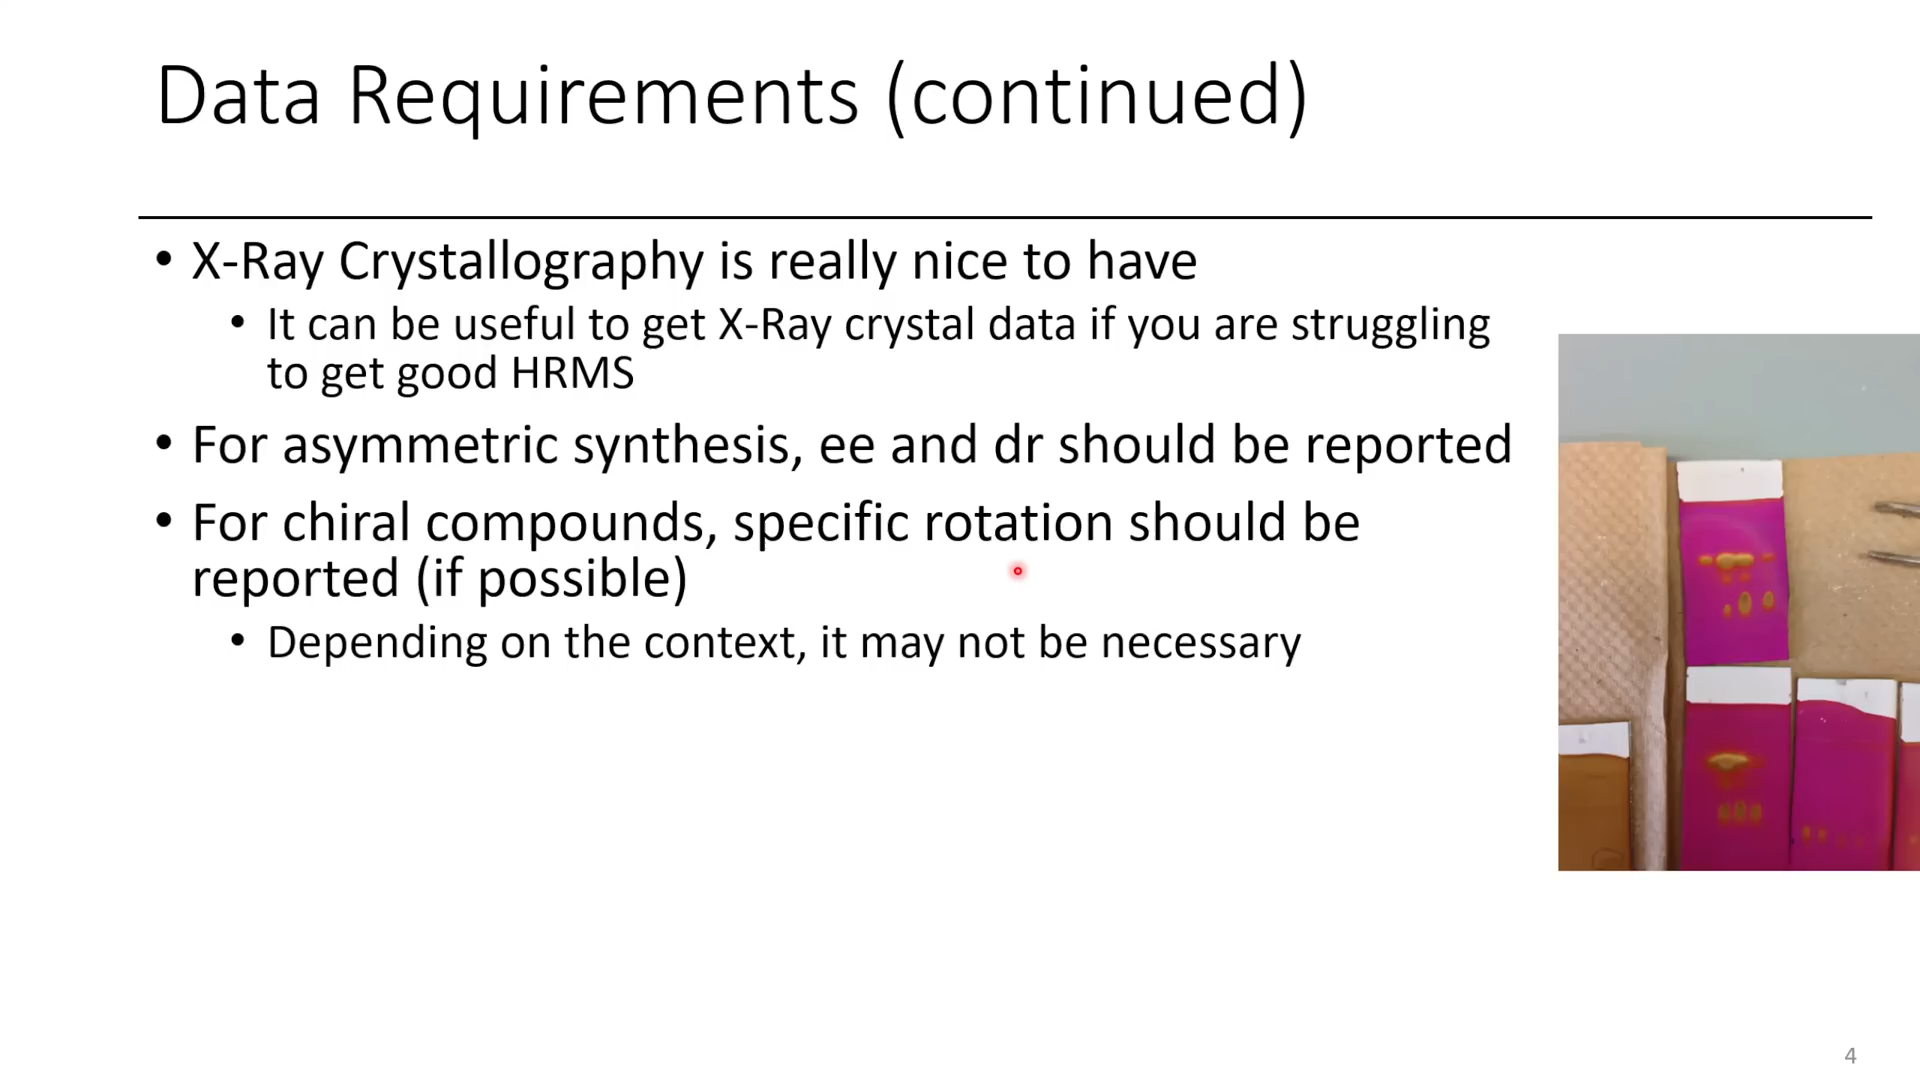 Data Requirements (continued)
• X-Ray Crystallography is really nice to have
• It can be useful to get X-Ray crystal data if you are struggling
to get good HRMS
• For asymmetric synthesis, ee and dr should be reported
• For chiral compounds, specific rotation should be
reported (if possible)
• Depending on the context, it may not be necessary
4